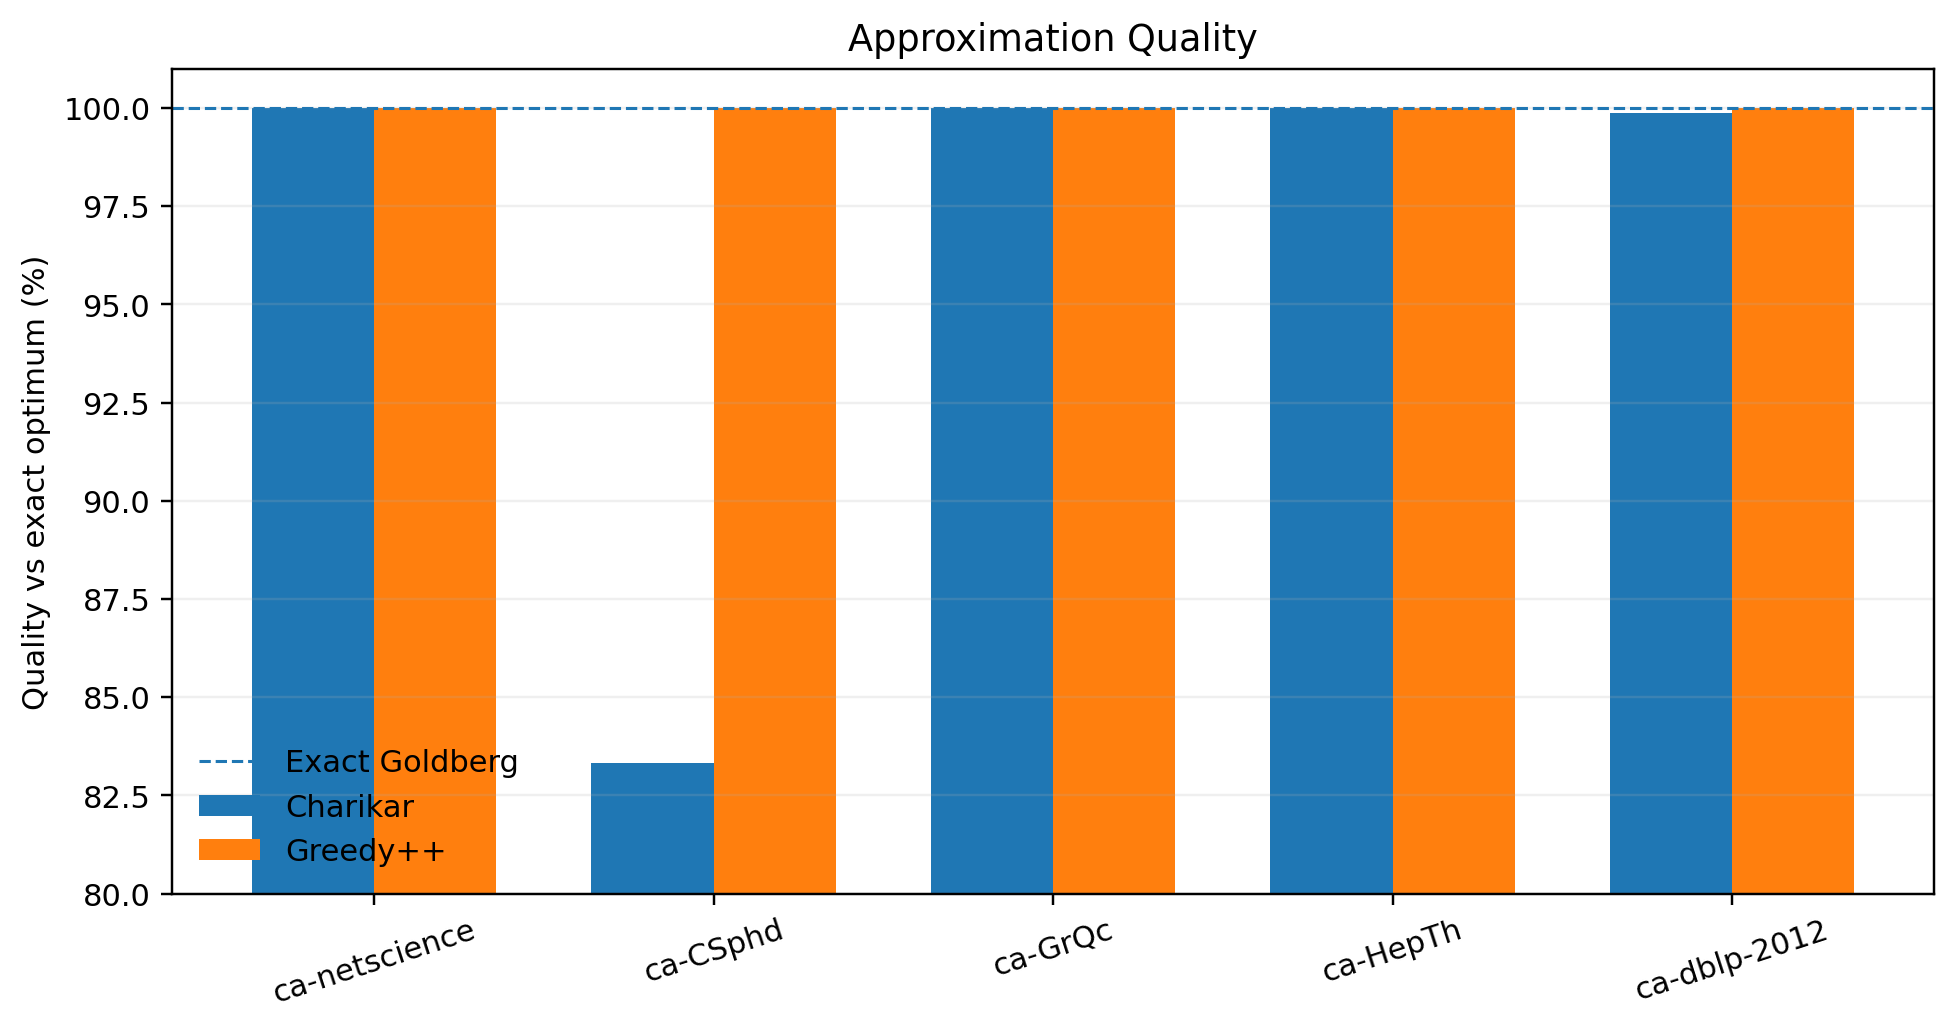 Approximation Quality
Quality vs exact optimum (%)
100.0
97.5
95.0
92.5
90.0
87.5
85.0
82.5
80.0
Exact Goldberg
Charikar
Greedy++
ca-netscience
ca-CSphd
ca-GrQc
ca-HepTh
ca-dblp-2012